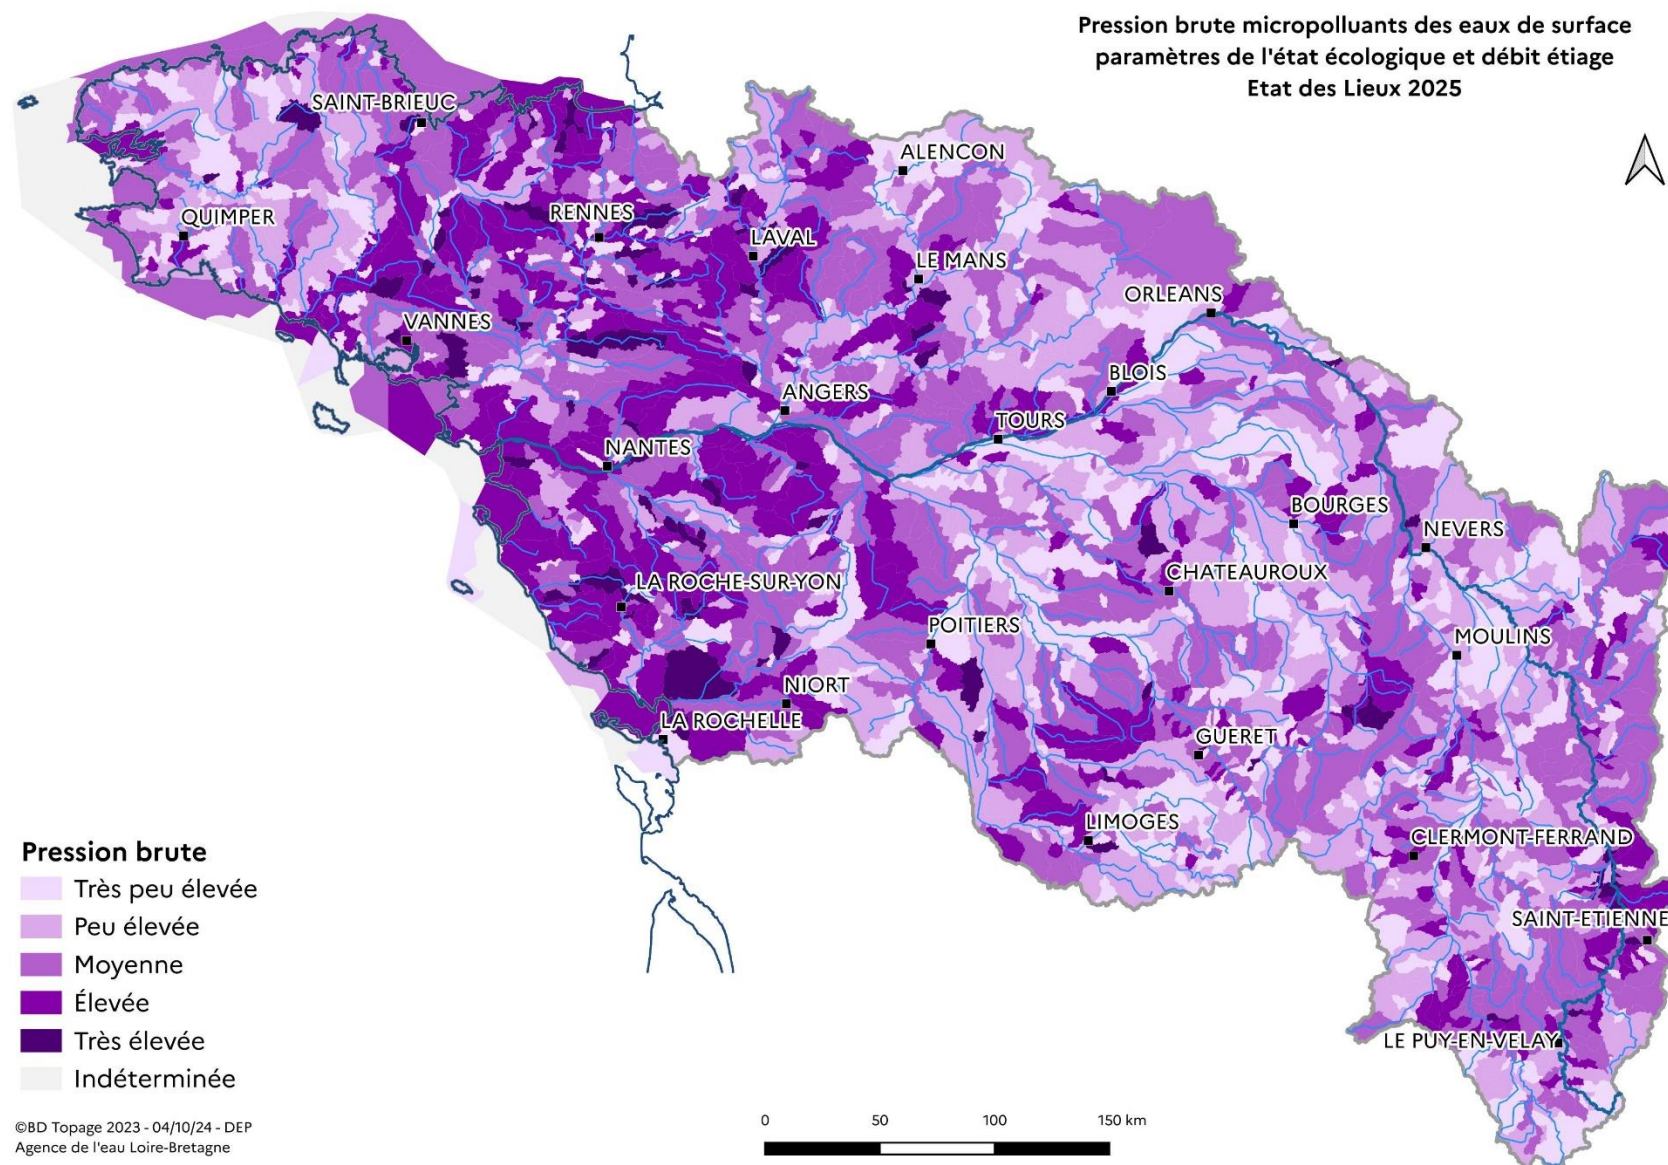 Pression brute micropolluants des eaux de surface
paramètres de l'état écologique et débit étiage
Etat des Lieux 2025
SAINT-BRIEUC
ALENCON
QUIMPER
RENNES
LAVAL
LE MANS
ORLEANS
VANNES
BLOIS
ANGERS
TOURS
NANTES
BOURGES
NEVERS
CHATEAUROUX
LA ROCHE-SUR-YON
POITIERS
MOULINS
NIORT
LA ROCHELLE
GUERET
LIMOGES
CLERMONT-FERRAND
SAINT-ETIENNE
LE PUY-EN-VELAY
Pression brute
Très peu élevée
Peu élevée
Moyenne
Élevée
Très élevée
Indéterminée
©BD Topage 2023 - 04/10/24 - DEP
Agence de l'eau Loire-Bretagne
0 50 100 150 km